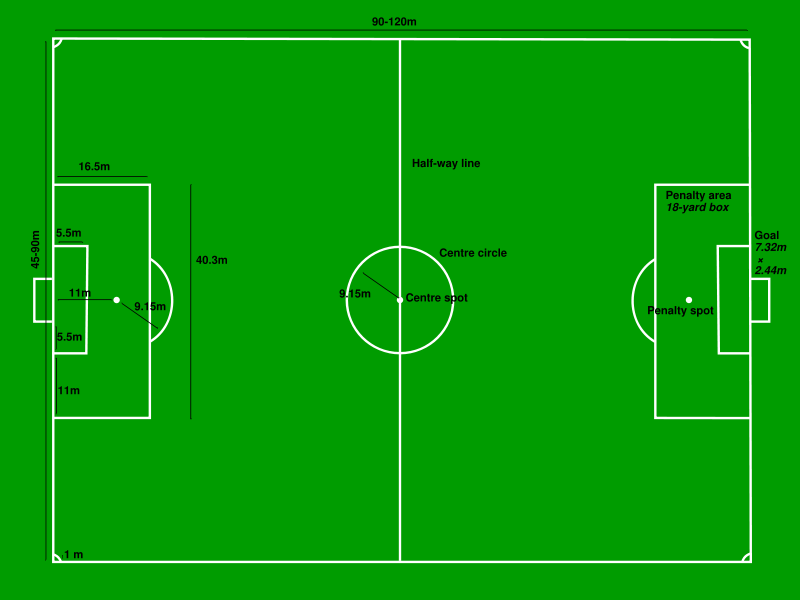 90-120m
Half-way line
16.5m
Penalty area
18-yard box
5.5m
45-90m
Goal
7.32m
×
2.44m
Centre circle
40.3m
11m
9.15m
9.15m
Centre spot
Penalty spot
5.5m
11m
1 m